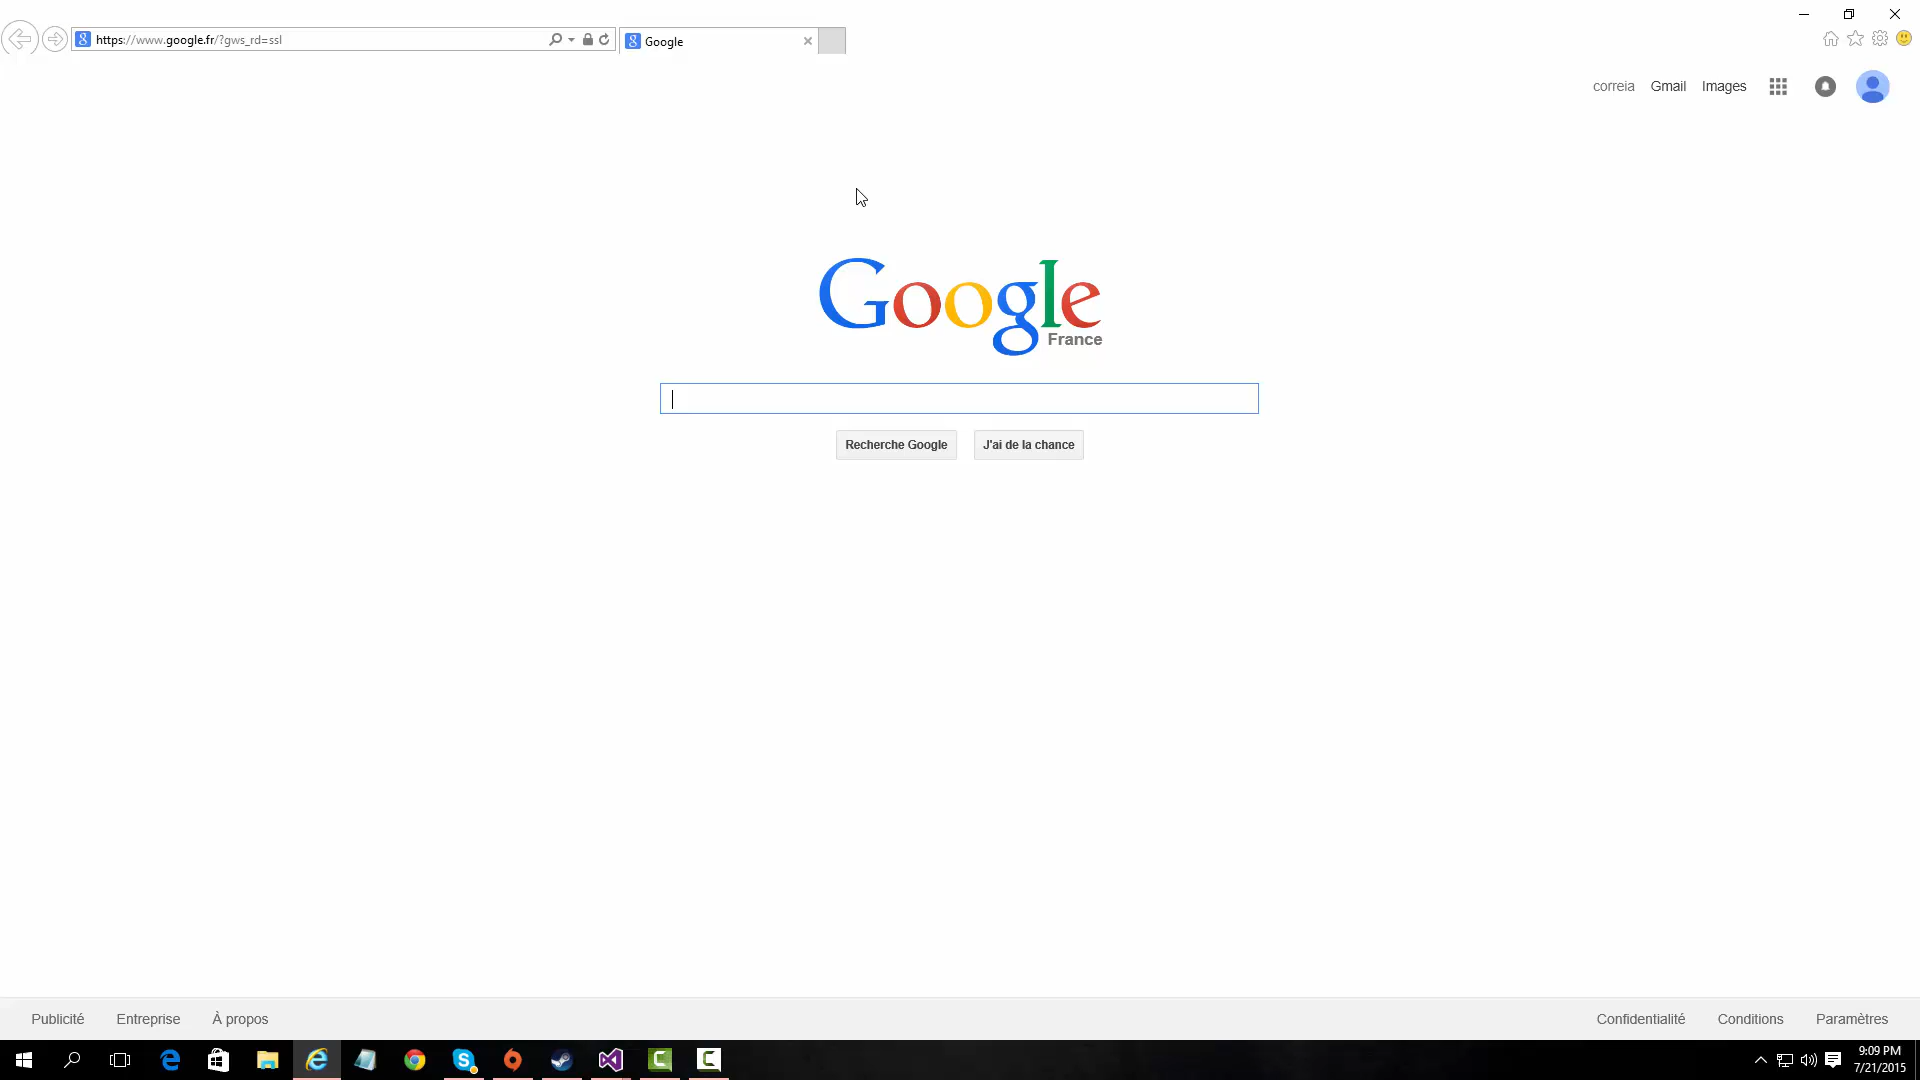 https://www.google.fr/?gws_rd=ssl
Google
correia Gmail Images
Google
France
Recherche Google J'ai de la chance
Publicité Entreprise À propos Confidentialité Conditions Paramètres
9:09 PM
7/21/2015